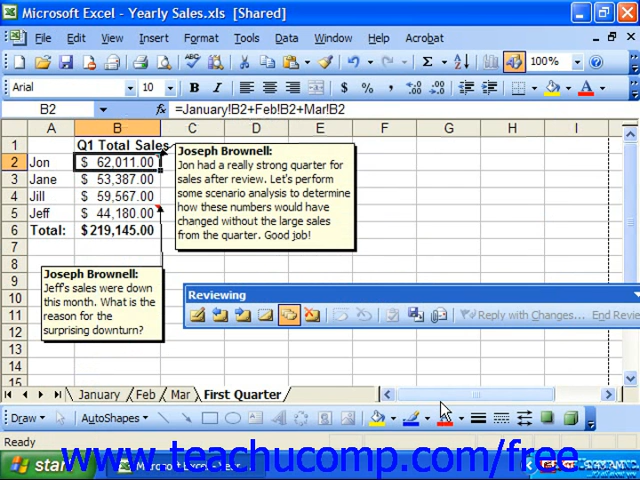 Microsoft Excel - Yearly Sales.xls [Shared]
File Edit View Insert Format Tools Data Window Help Acrobat
100%
Arial 10 B I U $ % ,
B2 fx =January!B2+Feb!B2+Mar!B2
A B C D E F G H I
1 Q1 Total Sales
2 Jon $ 62,011.00
3 Jane $ 53,387.00
4 Jill $ 59,567.00
5 Jeff $ 44,180.00
6 Total: $219,145.00
7
8
9
10
11
12
13
14
15
Joseph Brownell:
Jon had a really strong quarter for
sales after review. Let's perform
some scenario analysis to determine
how these numbers would have
changed without the large sales
from the quarter. Good job!
Joseph Brownell:
Jeff's sales were down
this month. What is the
reason for the
surprising downturn?
Reviewing
Reply with Changes... End Revie
January Feb Mar First Quarter
Draw AutoShapes
Ready
start Microsoft Excel - Year
www.teachucomp.com/free